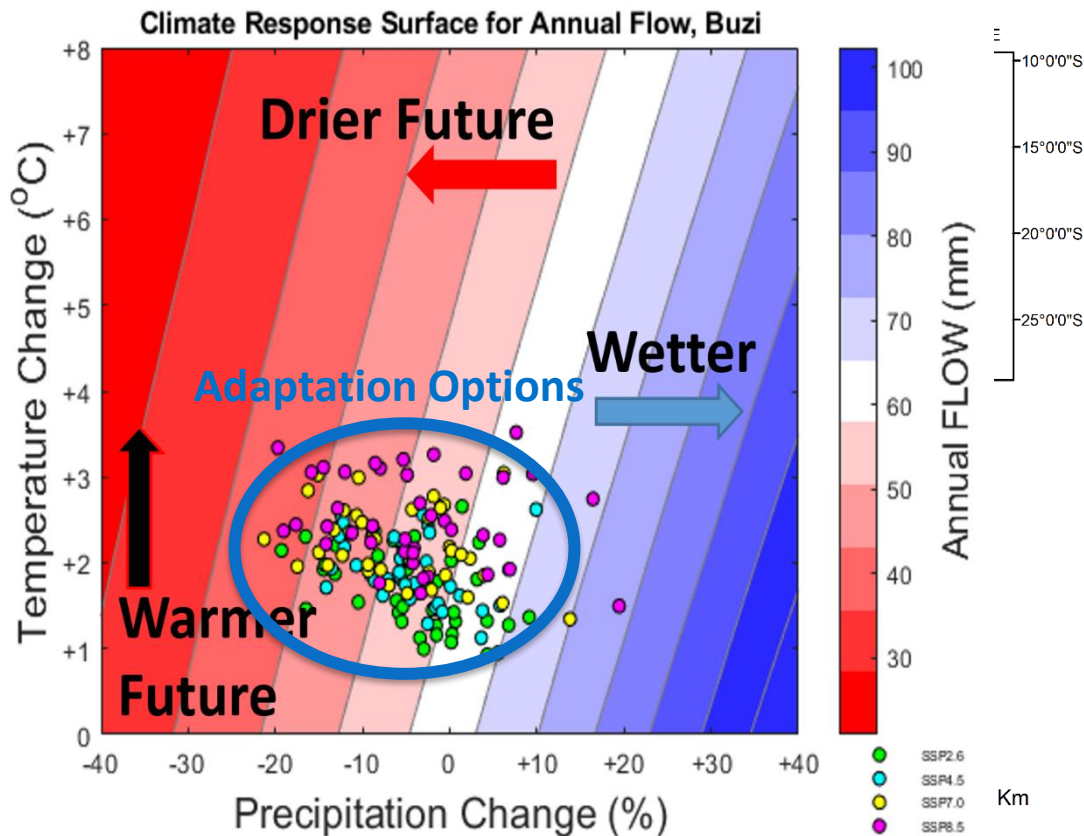 Climate Response Surface for Annual Flow, Buzi
+8
+7
+6
+5
+4
+3
+2
+1
0
Temperature Change (°C)
-40
-30
-20
-10
0
+10
+20
+30
+40
Precipitation Change (%)
Drier Future
Wetter
Adaptation Options
Warmer
Future
100
90
80
70
60
50
40
30
Annual FLOW (mm)
10°0'0"S
15°0'0"S
20°0'0"S
25°0'0"S
SSP2.6
SSP4.5
SSP7.0
SSP8.5
Km